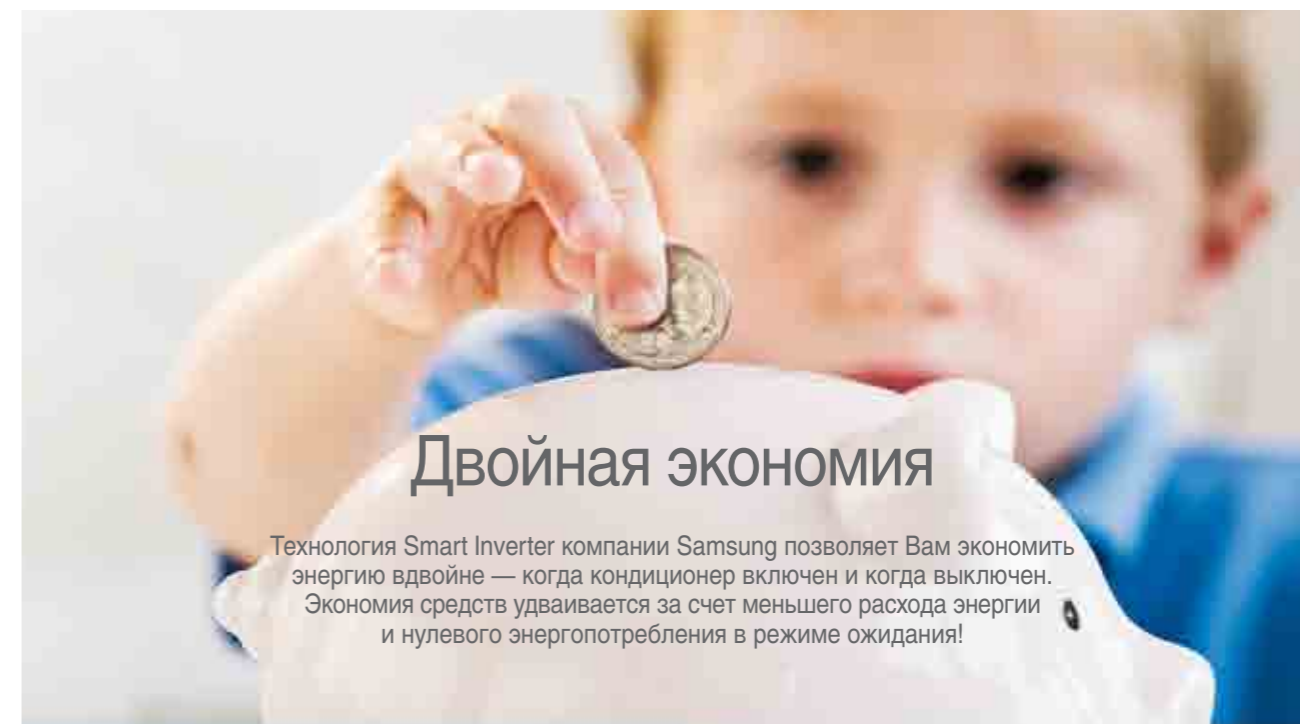 Двойная экономия
Технология Smart Inverter компании Samsung позволяет Вам экономить
энергию вдвойне — когда кондиционер включен и когда выключен.
Экономия средств удваивается за счет меньшего расхода энергии
и нулевого энергопотребления в режиме ожидания!